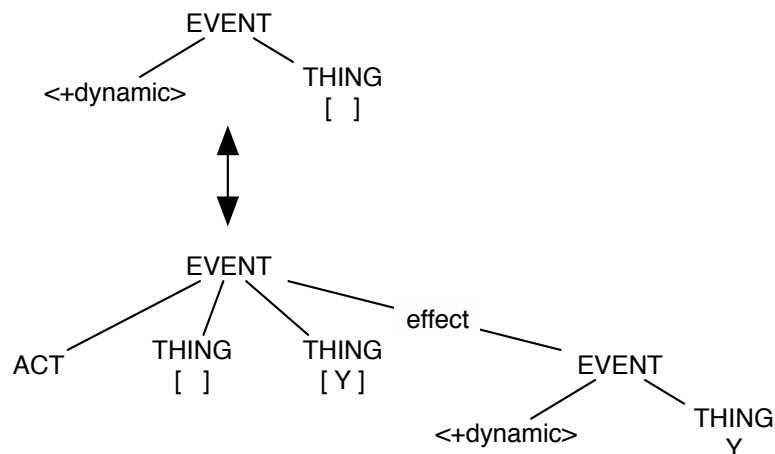 EVENT
<+dynamic>
THING
[ ]
EVENT
effect
ACT
THING
[ ]
THING
[ Y ]
EVENT
<+dynamic>
THING
Y